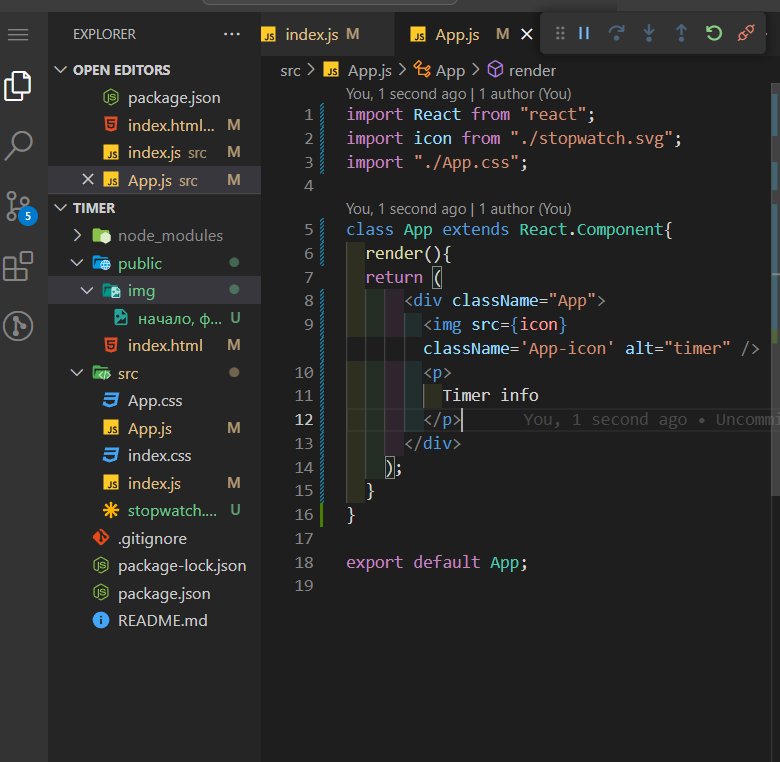 EXPLORER
OPEN EDITORS
package.json
index.html... M
index.js src M
App.js src M
TIMER
node_modules
public
img
начало, ф... U
index.html M
src
App.css
App.js M
index.css
index.js M
stopwatch.... U
.gitignore
package-lock.json
package.json
README.md
5
index.js M App.js M
src > App.js > App > render
You, 1 second ago | 1 author (You)
1 import React from "react";
2 import icon from "./stopwatch.svg";
3 import "./App.css";
4
You, 1 second ago | 1 author (You)
5 class App extends React.Component{
6 render(){
7 return (
8 <div className="App">
9 <img src={icon}
className='App-icon' alt="timer" />
10 <p>
11 Timer info
12 </p> You, 1 second ago • Uncommi
13 </div>
14 );
15 }
16 }
17
18 export default App;
19